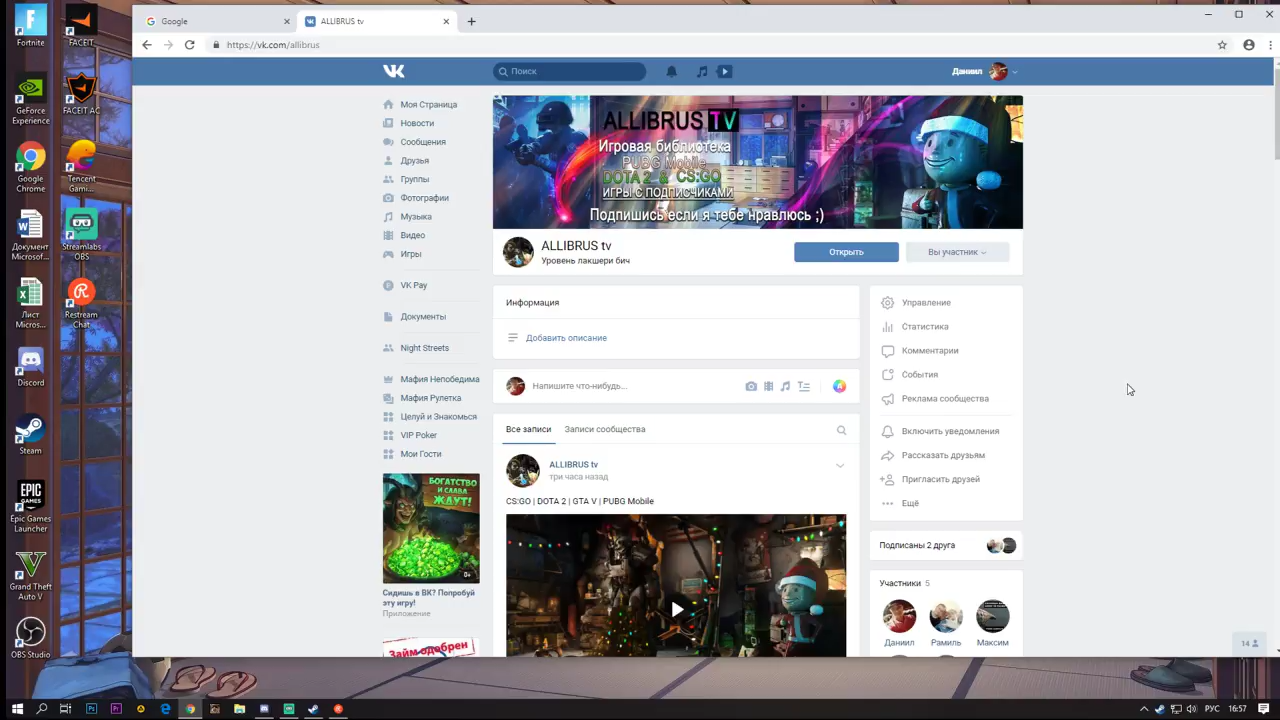 Google
ALLIBRUS tv
https://vk.com/allibrus
Поиск
Даниил
Fortnite
FACEIT
GeForce
Experience
FACEIT AC
Google
Chrome
Tencent
Gami...
Документ
Microsof...
Streamlabs
OBS
Лист
Micros...
Restream
Chat
Discord
Steam
EPIC
GAMES
Epic Games
Launcher
Grand Theft
Auto V
OBS Studio
Моя Страница
Новости
Сообщения
Друзья
Группы
Фотографии
Музыка
Видео
Игры
VK Pay
Документы
Night Streets
Мафия Непобедима
Мафия Рулетка
Целуй и Знакомься
VIP Poker
Мои Гости
БОГАТСТВО
И СЛАВА
ЖДУТ!
0+
Сидишь в ВК? Попробуй
эту игру!
Приложение
Займ одобрен
ALLIBRUS TV
Игровая библиотека
PUBG Mobile
DOTA 2 & CS:GO
ИГРЫ С ПОДПИСЧИКАМИ
Подпишись если я тебе нравлюсь ;)
ALLIBRUS tv
Уровень лакшери бич
Открыть
Вы участник
Информация
Добавить описание
Напишите что-нибудь...
Все записи
Записи сообщества
ALLIBRUS tv
три часа назад
CS:GO | DOTA 2 | GTA V | PUBG Mobile
Управление
Статистика
Комментарии
События
Реклама сообщества
Включить уведомления
Рассказать друзьям
Пригласить друзей
Ещё
Подписаны 2 друга
Участники 5
Даниил
Рамиль
Максим
14
РУС
16:57